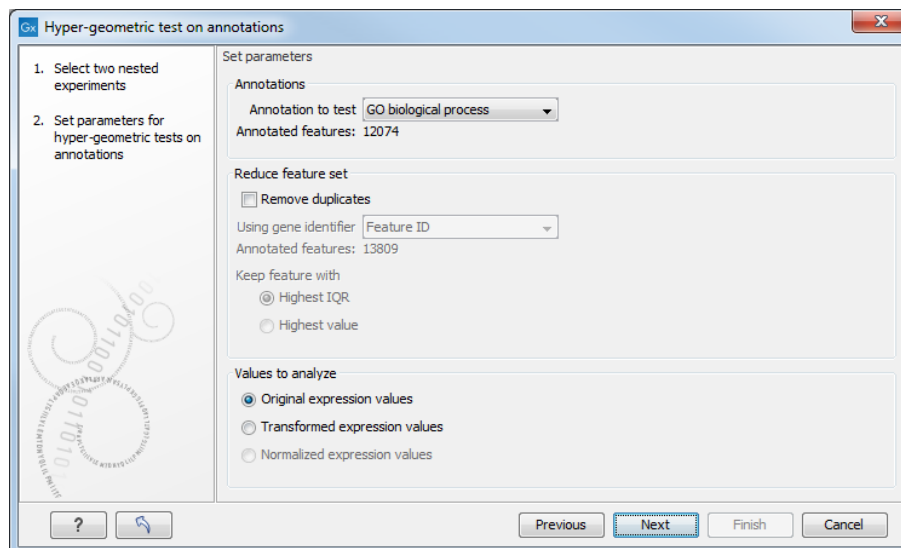 Gx Hyper-geometric test on annotations
1. Select two nested
experiments
2. Set parameters for
hyper-geometric tests on
annotations
Set parameters
Annotations
Annotation to test GO biological process
Annotated features: 12074
Reduce feature set
Remove duplicates
Using gene identifier Feature ID
Annotated features: 13809
Keep feature with
Highest IQR
Highest value
Values to analyze
Original expression values
Transformed expression values
Normalized expression values
? Previous Next Finish Cancel